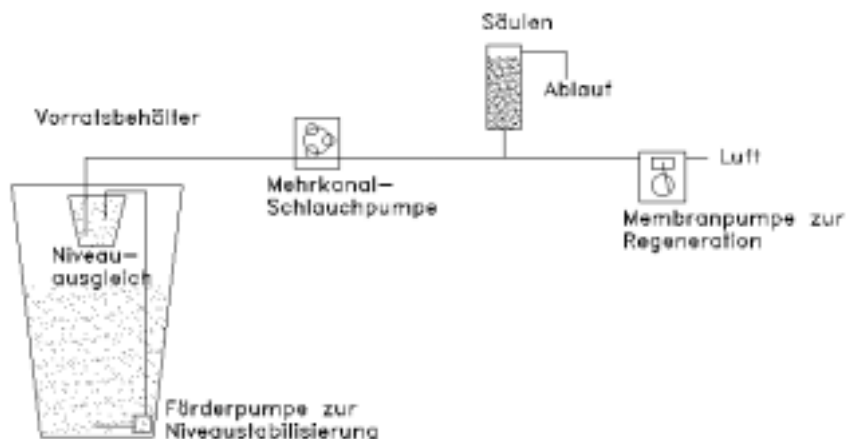 Säulen
Ablauf
Vorratsbehälter
Luft
Mehrkanal-
Schlauchpumpe
Membranpumpe zur
Regeneration
Niveau-
ausgleich
Förderpumpe zur
Niveaustabilisierung